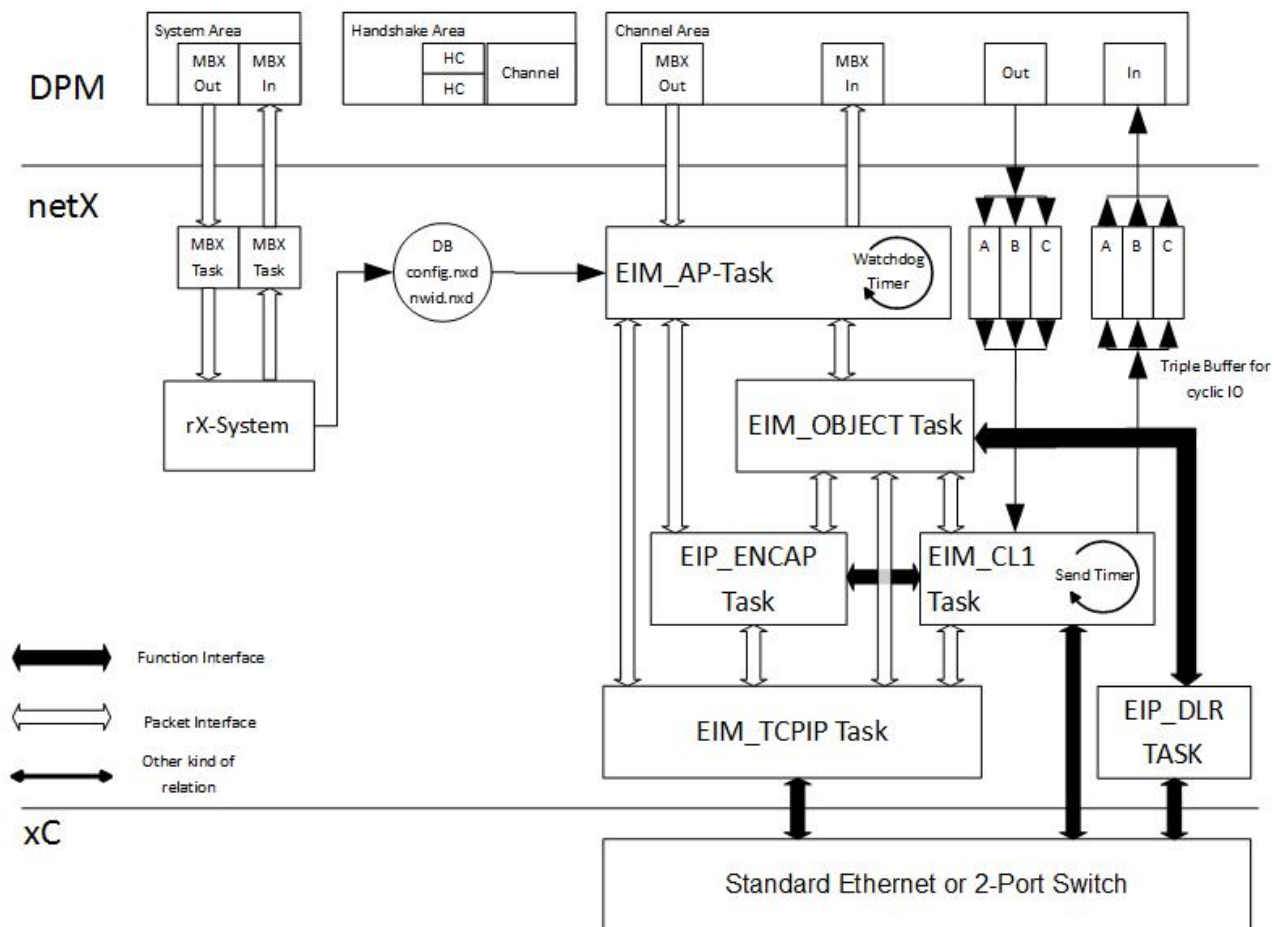 DPM
System Area
MBX
Out
MBX
In
Handshake Area
HC
HC
Channel
Channel Area
MBX
Out
MBX
In
Out
In
netX
MBX
Task
MBX
Task
DB
config.nxd
nwid.nxd
EIM_AP-Task
Watchdog
Timer
A
B
C
A
B
C
Triple Buffer for
cyclic IO
rX-System
EIM_OBJECT Task
EIP_ENCAP
Task
EIM_CL1
Task
Send Timer
Function Interface
Packet Interface
Other kind of
relation
EIM_TCPIP Task
EIP_DLR
TASK
xC
Standard Ethernet or 2-Port Switch